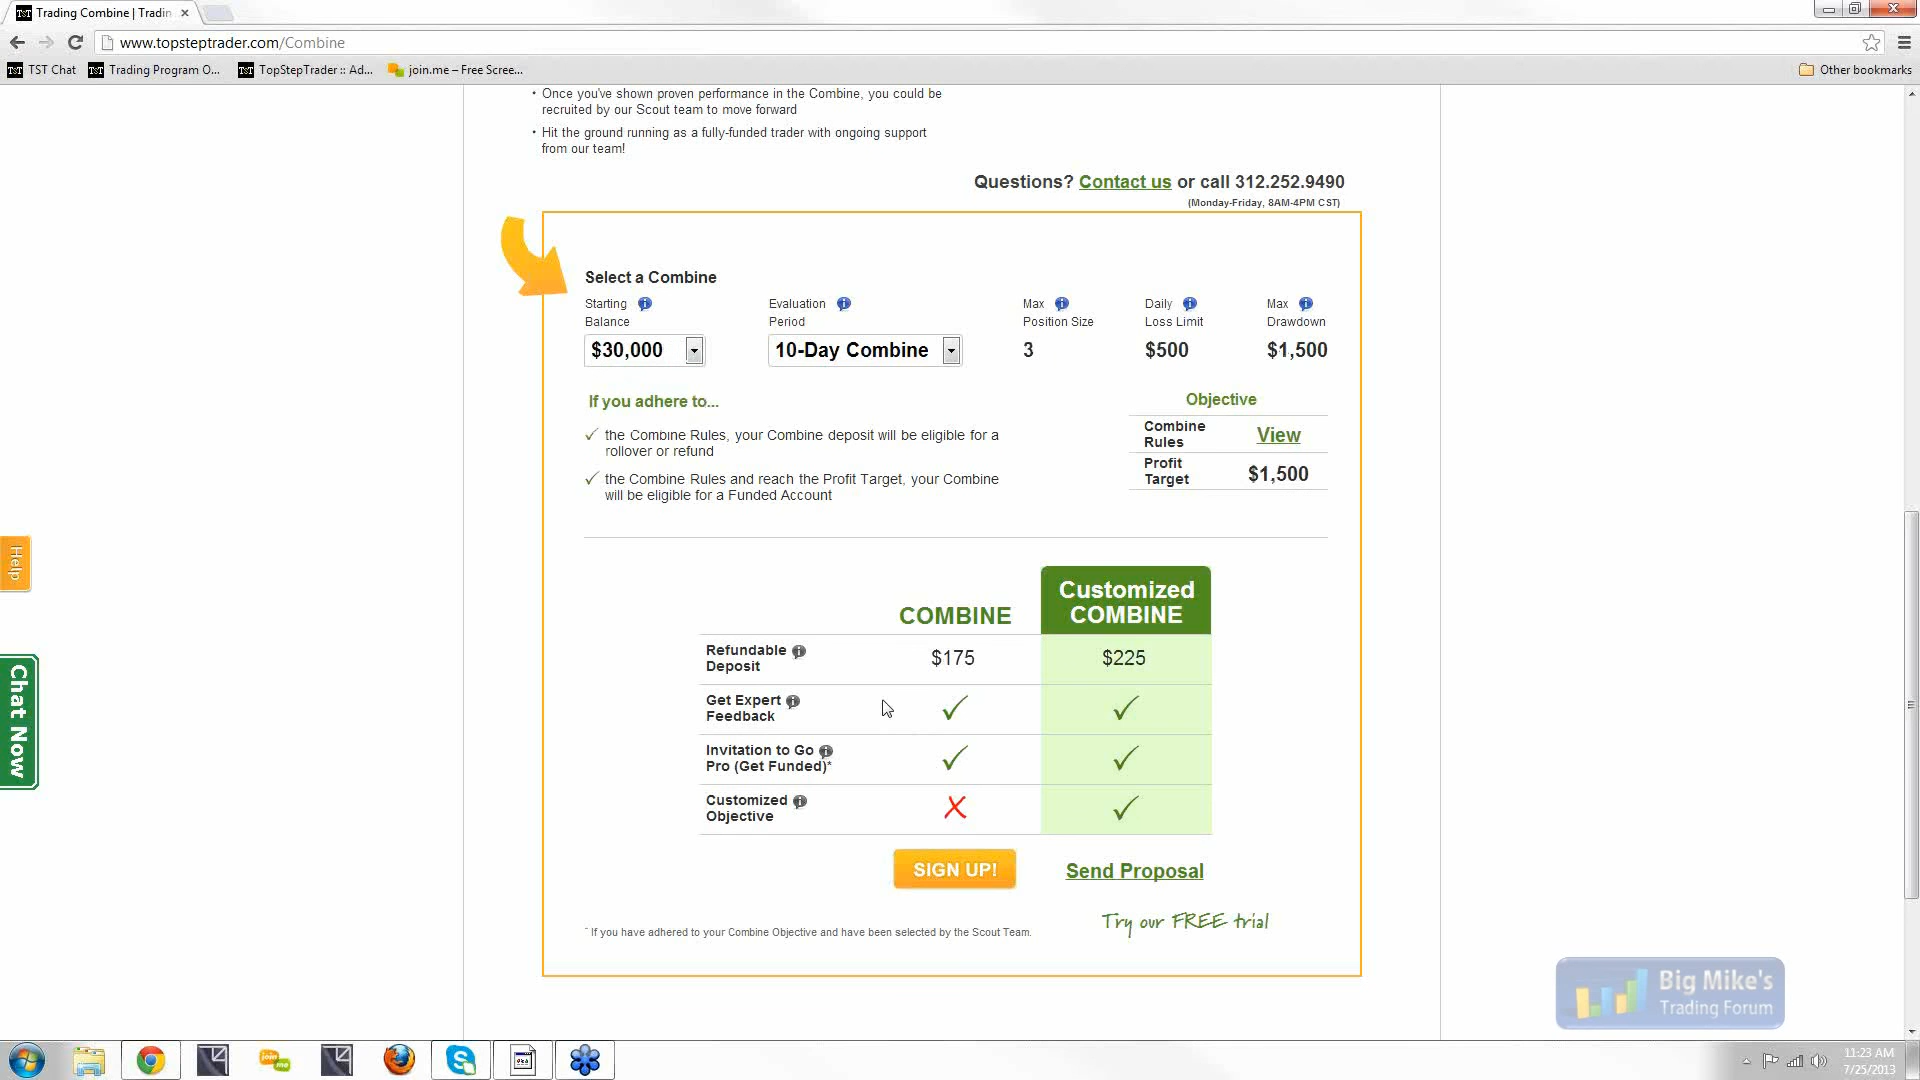 Trading Combine | Tradin
www.topsteptrader.com/Combine
TST Chat
Trading Program O...
TopStepTrader :: Ad...
join.me – Free Scree...
Other bookmarks
• Once you've shown proven performance in the Combine, you could be
recruited by our Scout team to move forward
• Hit the ground running as a fully-funded trader with ongoing support
from our team!
Questions? Contact us or call 312.252.9490
(Monday-Friday, 8AM-4PM CST)
Select a Combine
Starting
Balance
Evaluation
Period
Max
Position Size
Daily
Loss Limit
Max
Drawdown
$30,000
10-Day Combine
3
$500
$1,500
If you adhere to...
the Combine Rules, your Combine deposit will be eligible for a
rollover or refund
the Combine Rules and reach the Profit Target, your Combine
will be eligible for a Funded Account
Objective
Combine
Rules
View
Profit
Target
$1,500
Help
Chat Now
COMBINE
Customized
COMBINE
Refundable
Deposit
$175
$225
Get Expert
Feedback
Invitation to Go
Pro (Get Funded)*
Customized
Objective
SIGN UP!
Send Proposal
Try our FREE trial
* If you have adhered to your Combine Objective and have been selected by the Scout Team.
Big Mike's
Trading Forum
join
me
11:23 AM
7/25/2013